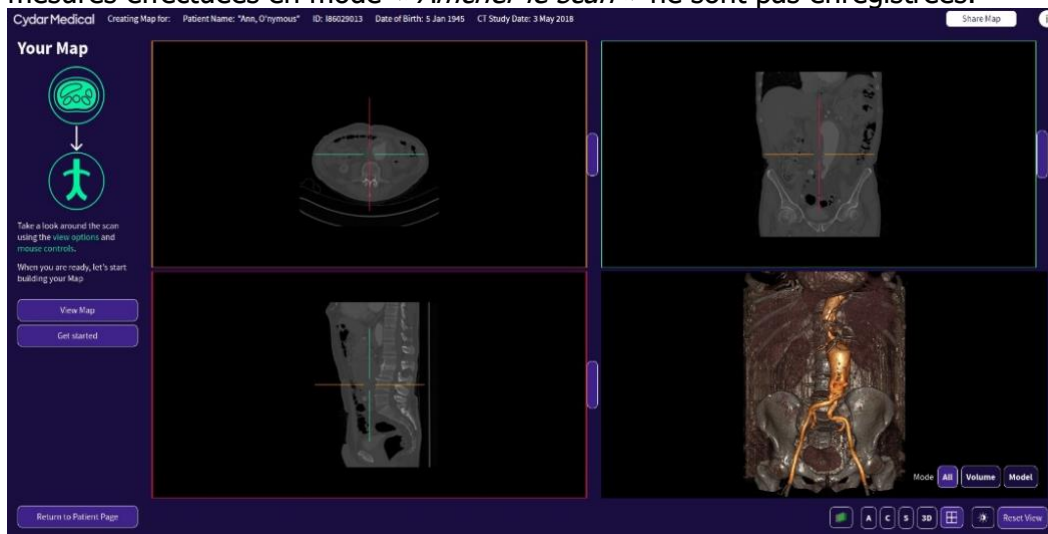 mesures effectuées en mode « Afficher le scan » ne sont pas enregistrées.
Cydar Medical Creating Map for: Patient Name: "Ann, O'nymous" ID: I86029013 Date of Birth: 5 Jan 1945 CT Study Date: 3 May 2018 Share Map
Your Map
Take a look around the scan
using the view options and
mouse controls.
When you are ready, let's start
building your Map
View Map
Get started
Mode All Volume Model
Return to Patient Page A C S 3D Reset View